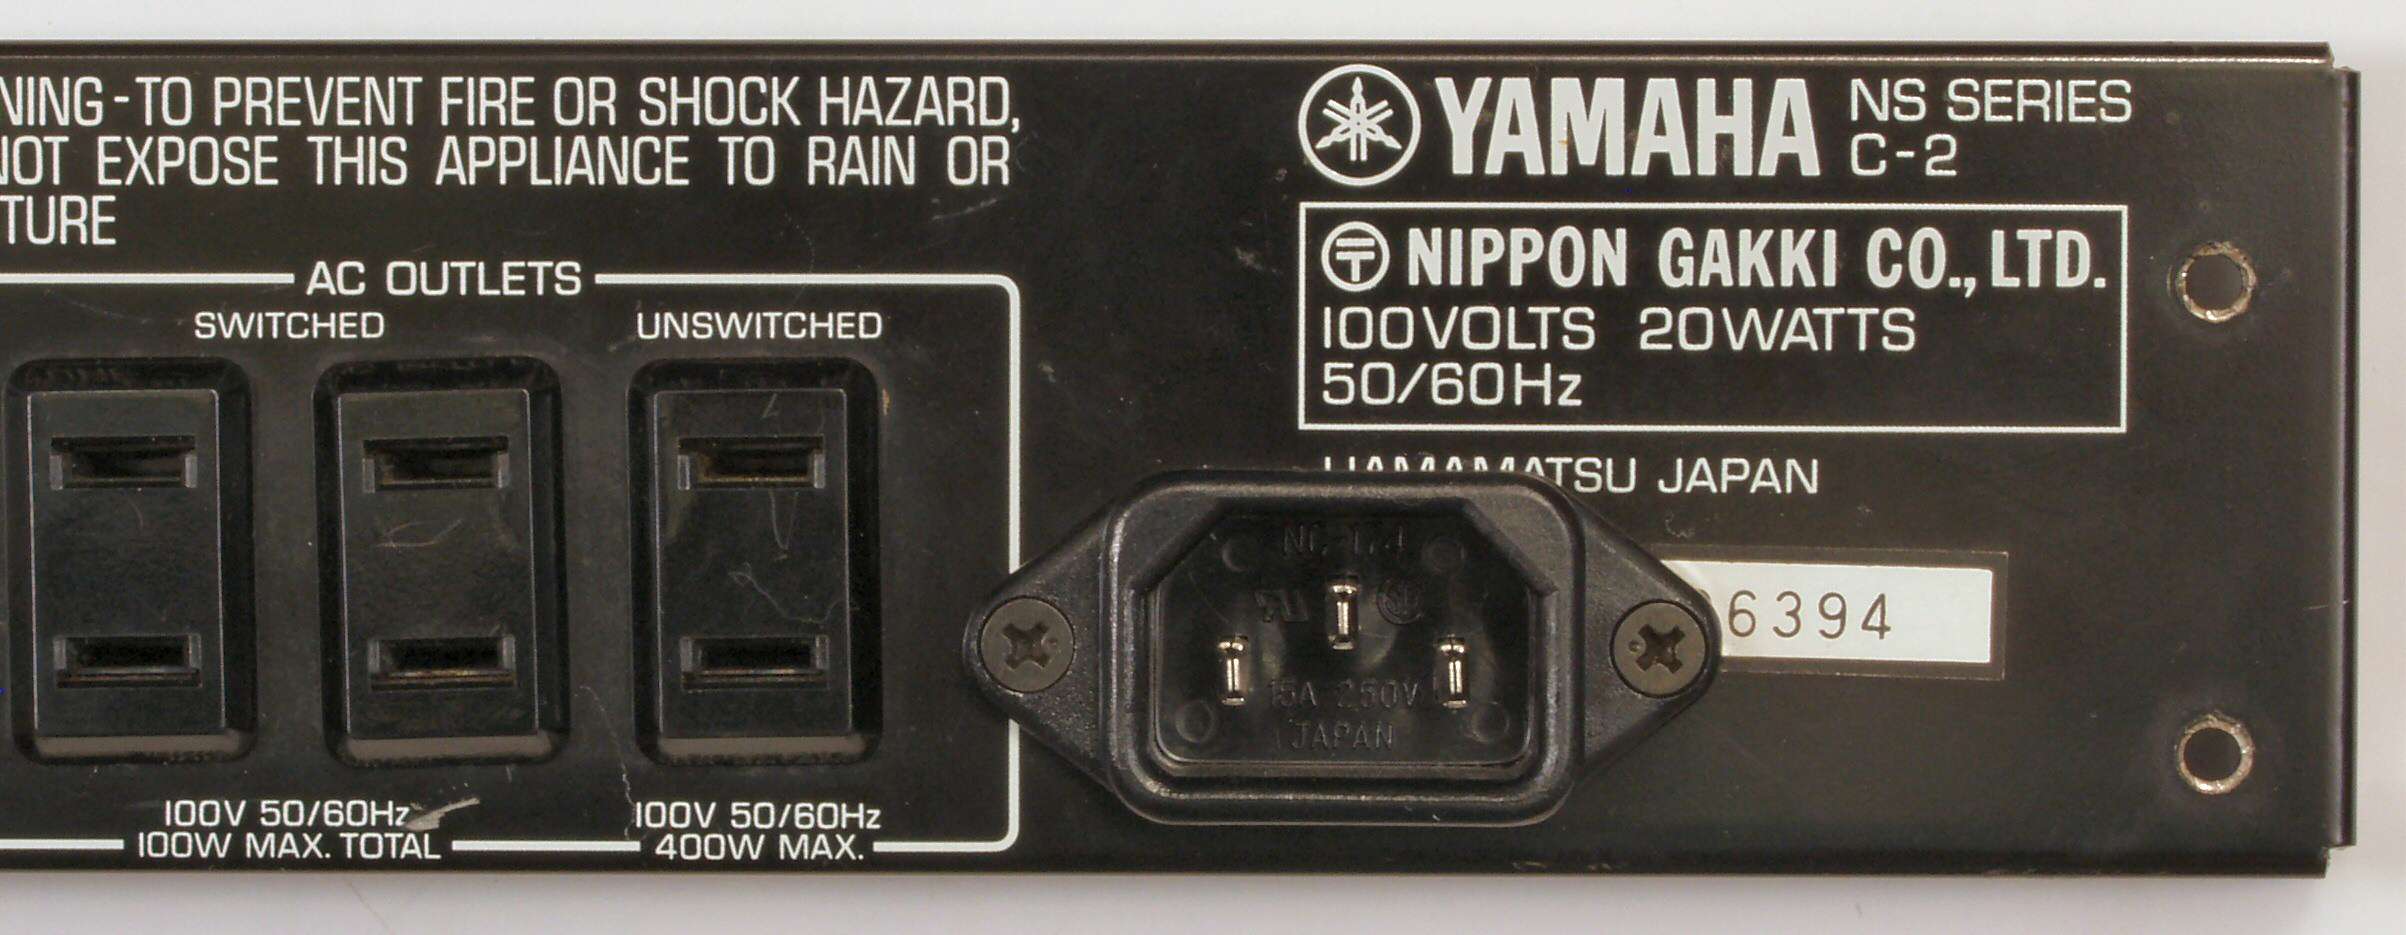 NING-TO PREVENT FIRE OR SHOCK HAZARD,
NOT EXPOSE THIS APPLIANCE TO RAIN OR
TURE
AC OUTLETS
SWITCHED
UNSWITCHED
100V 50/60Hz
100W MAX. TOTAL
100V 50/60Hz
400W MAX.
YAMAHA NS SERIES
C-2
NIPPON GAKKI CO., LTD.
100VOLTS 20WATTS
50/60Hz
HAMAMATSU JAPAN
NC-174
15A 250V
JAPAN
6394